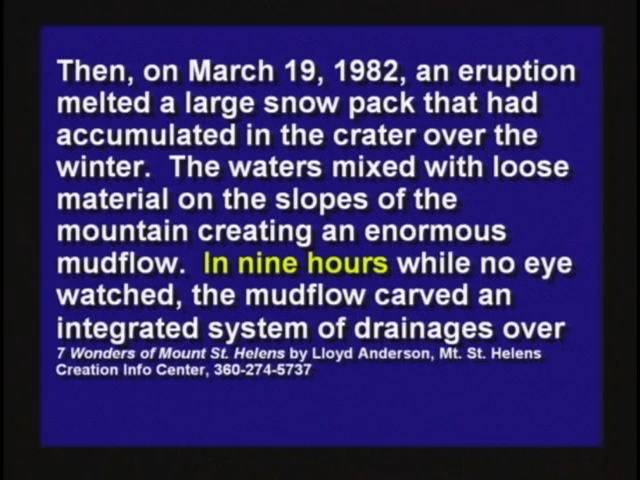 Then, on March 19, 1982, an eruption
melted a large snow pack that had
accumulated in the crater over the
winter.  The waters mixed with loose
material on the slopes of the
mountain creating an enormous
mudflow.  In nine hours while no eye
watched, the mudflow carved an
integrated system of drainages over
7 Wonders of Mount St. Helens by Lloyd Anderson, Mt. St. Helens
Creation Info Center, 360-274-5737